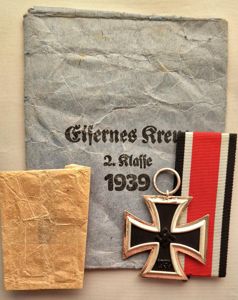 Eisernes Kreu
2. Klasse
1939